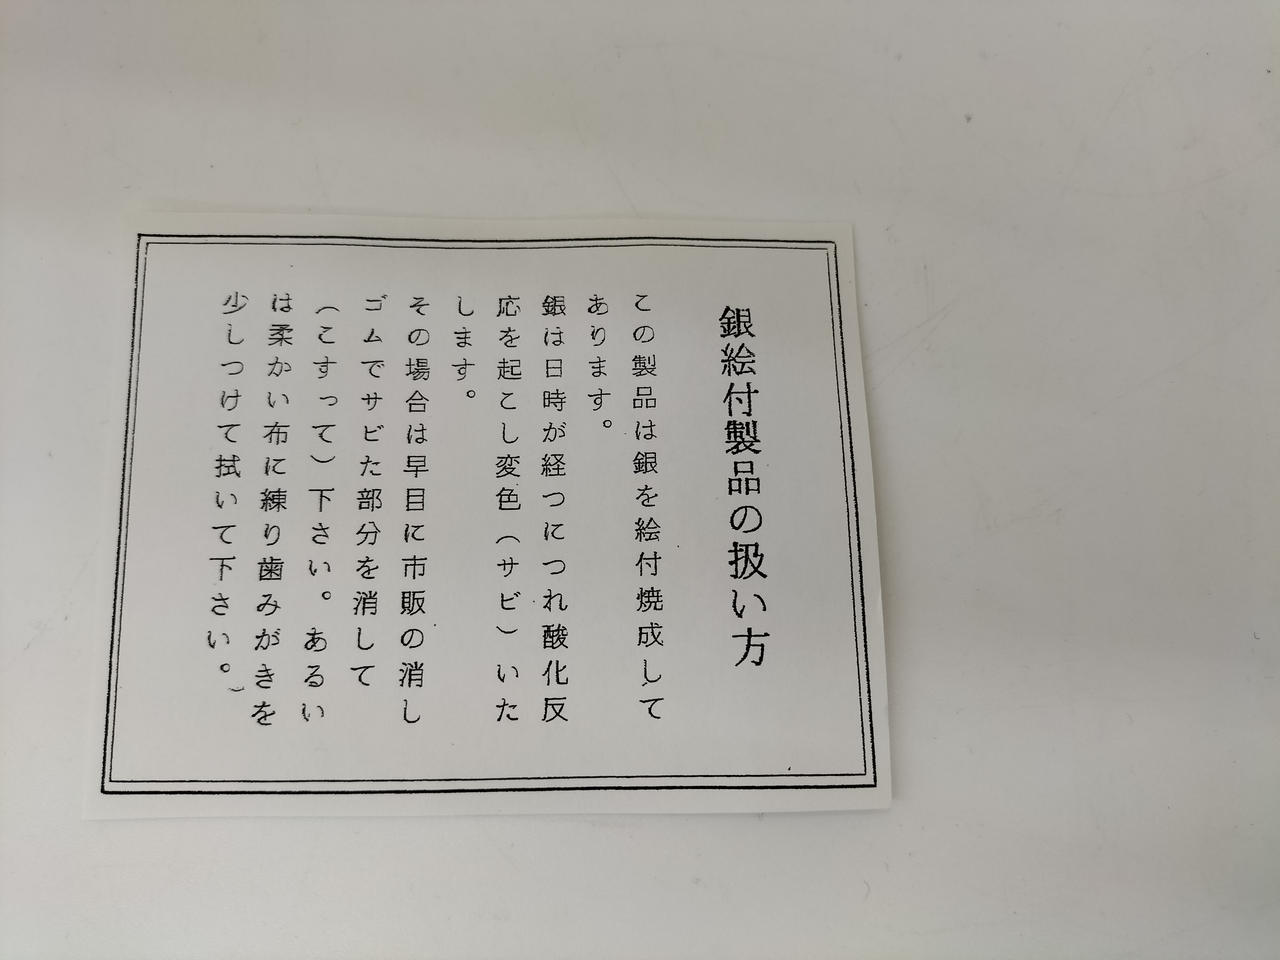 銀絵付製品の扱い方
この製品は銀を絵付焼成して
あります。
銀は日時が経つにつれ酸化反
応を起こし変色（サビ）いた
します。
その場合は早目に市販の消し
ゴムでサビた部分を消して
（こすって）下さい。あるい
は柔かい布に練り歯みがきを
少しつけて拭いて下さい。）